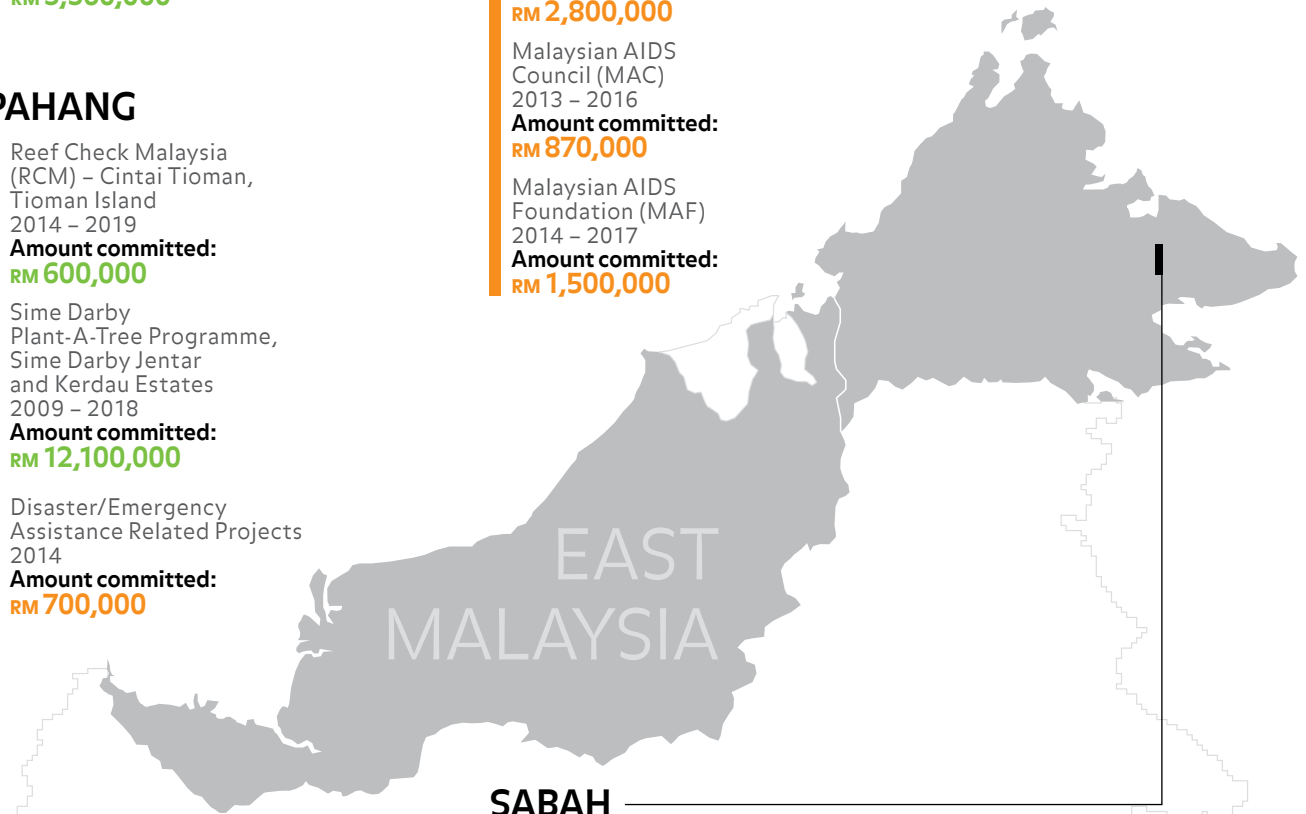 PAHANG
Reef Check Malaysia
(RCM) – Cintai Tioman,
Tioman Island
2014 – 2019
Amount committed:
RM 600,000
Sime Darby
Plant-A-Tree Programme,
Sime Darby Jentar
and Kerdau Estates
2009 – 2018
Amount committed:
RM 12,100,000
Disaster/Emergency
Assistance Related Projects
2014
Amount committed:
RM 700,000
RM 2,800,000
Malaysian AIDS
Council (MAC)
2013 – 2016
Amount committed:
RM 870,000
Malaysian AIDS
Foundation (MAF)
2014 – 2017
Amount committed:
RM 1,500,000
EAST
MALAYSIA
SABAH